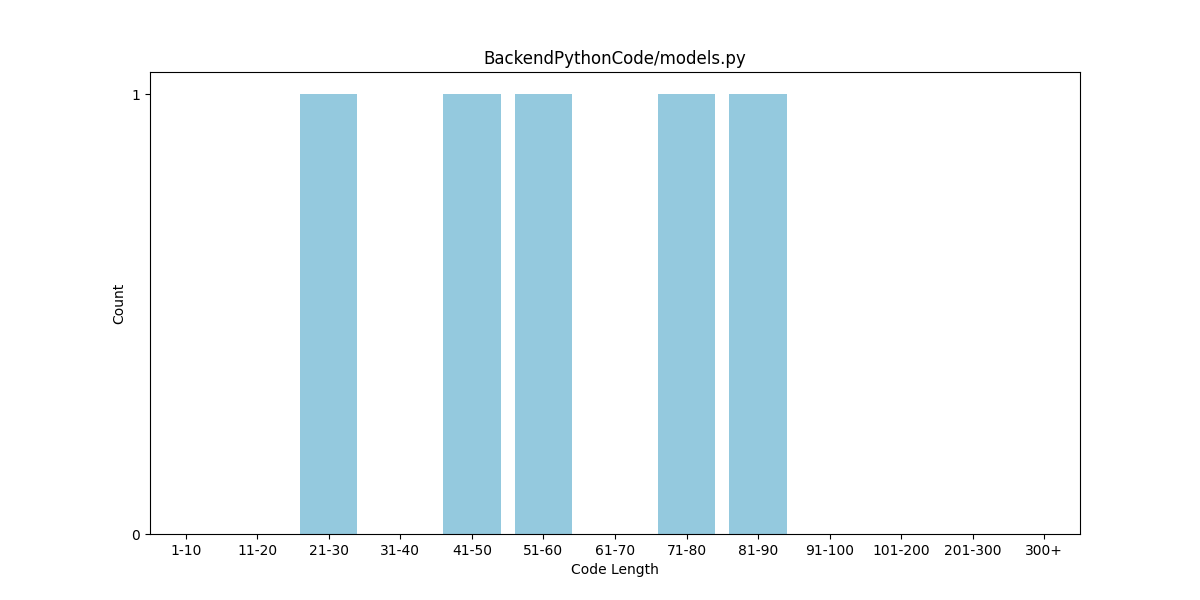 BackendPythonCode/models.py
1
Count
0
1-10 11-20 21-30 31-40 41-50 51-60 61-70 71-80 81-90 91-100 101-200 201-300 300+
Code Length